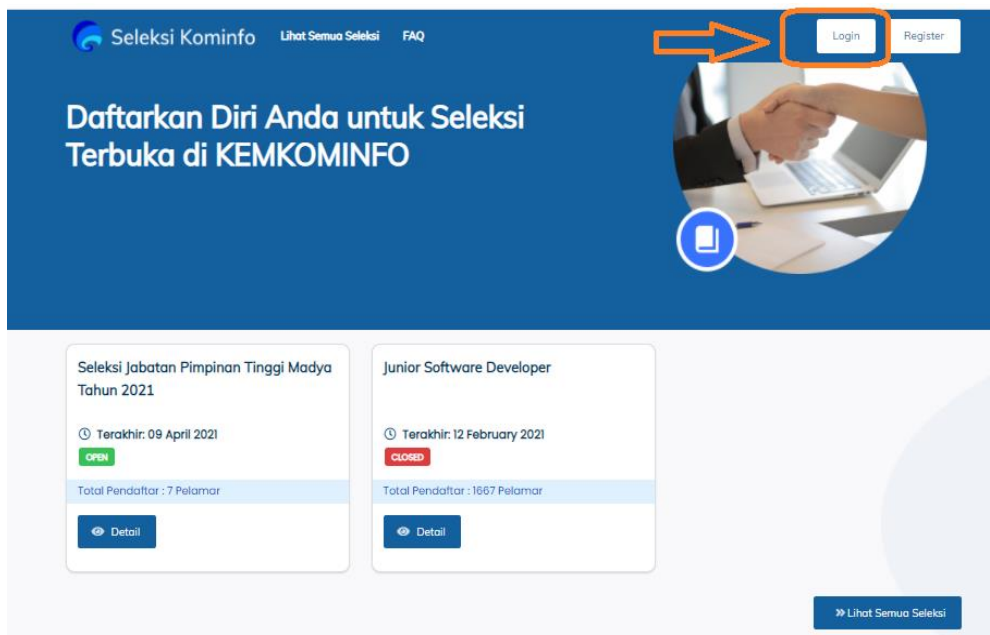 Seleksi Kominfo Lihat Semua Seleksi FAQ Login Register
Daftarkan Diri Anda untuk Seleksi
Terbuka di KEMKOMINFO
Seleksi Jabatan Pimpinan Tinggi Madya
Tahun 2021
Terakhir: 09 April 2021
OPEN
Total Pendaftar : 7 Pelamar
Detail
Junior Software Developer
Terakhir: 12 February 2021
CLOSED
Total Pendaftar : 1667 Pelamar
Detail
Lihat Semua Seleksi